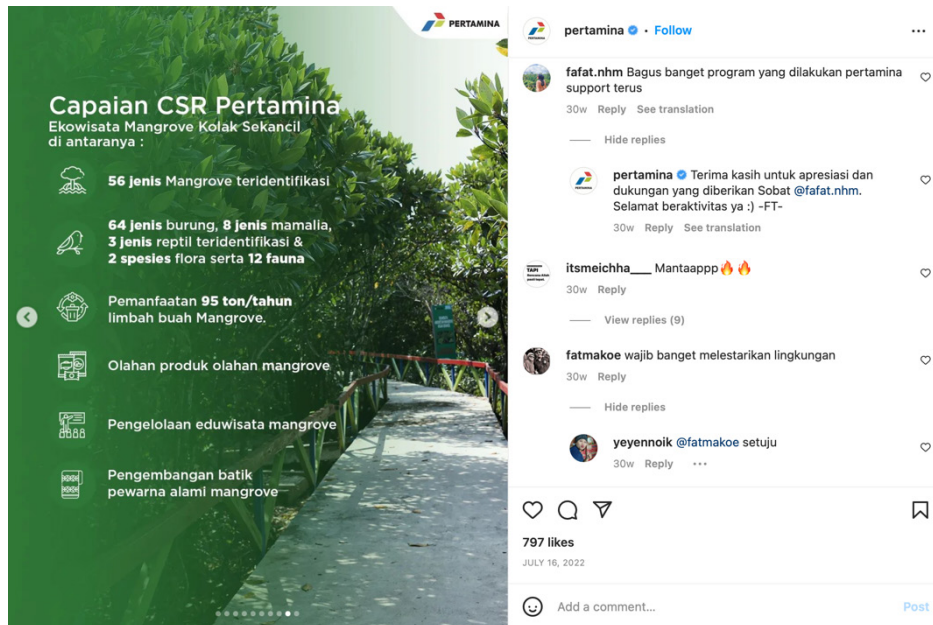 PERTAMINA
Capaian CSR Pertamina
Ekowisata Mangrove Kolak Sekancil
di antaranya :
56 jenis Mangrove teridentifikasi
64 jenis burung, 8 jenis mamalia,
3 jenis reptil teridentifikasi &
2 spesies flora serta 12 fauna
Pemanfaatan 95 ton/tahun
limbah buah Mangrove.
Olahan produk olahan mangrove
Pengelolaan eduwisata mangrove
Pengembangan batik
pewarna alami mangrove
pertamina • Follow
fafat.nhm Bagus banget program yang dilakukan pertamina
support terus
30w Reply See translation
Hide replies
pertamina Terima kasih untuk apresiasi dan
dukungan yang diberikan Sobat @fafat.nhm.
Selamat beraktivitas ya :) -FT-
30w Reply See translation
TAPI
itsmeichha___ Mantaappp🔥🔥
30w Reply
View replies (9)
fatmakoe wajib banget melestarikan lingkungan
30w Reply
Hide replies
yeyennoik @fatmakoe setuju
30w Reply
797 likes
JULY 16, 2022
Add a comment...
Post